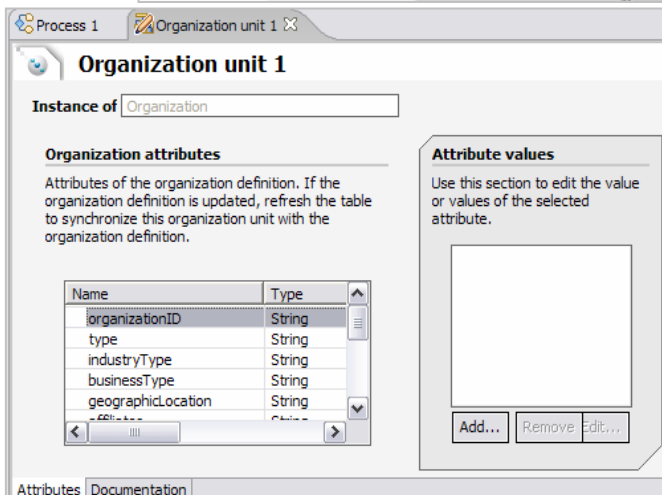 Process 1
Organization unit 1
Organization unit 1
Instance of Organization
Organization attributes
Attributes of the organization definition. If the
organization definition is updated, refresh the table
to synchronize this organization unit with the
organization definition.
Name Type
organizationID String
type String
industryType String
businessType String
geographicLocation String
Attribute values
Use this section to edit the value
or values of the selected
attribute.
Add... Remove Edit...
Attributes Documentation